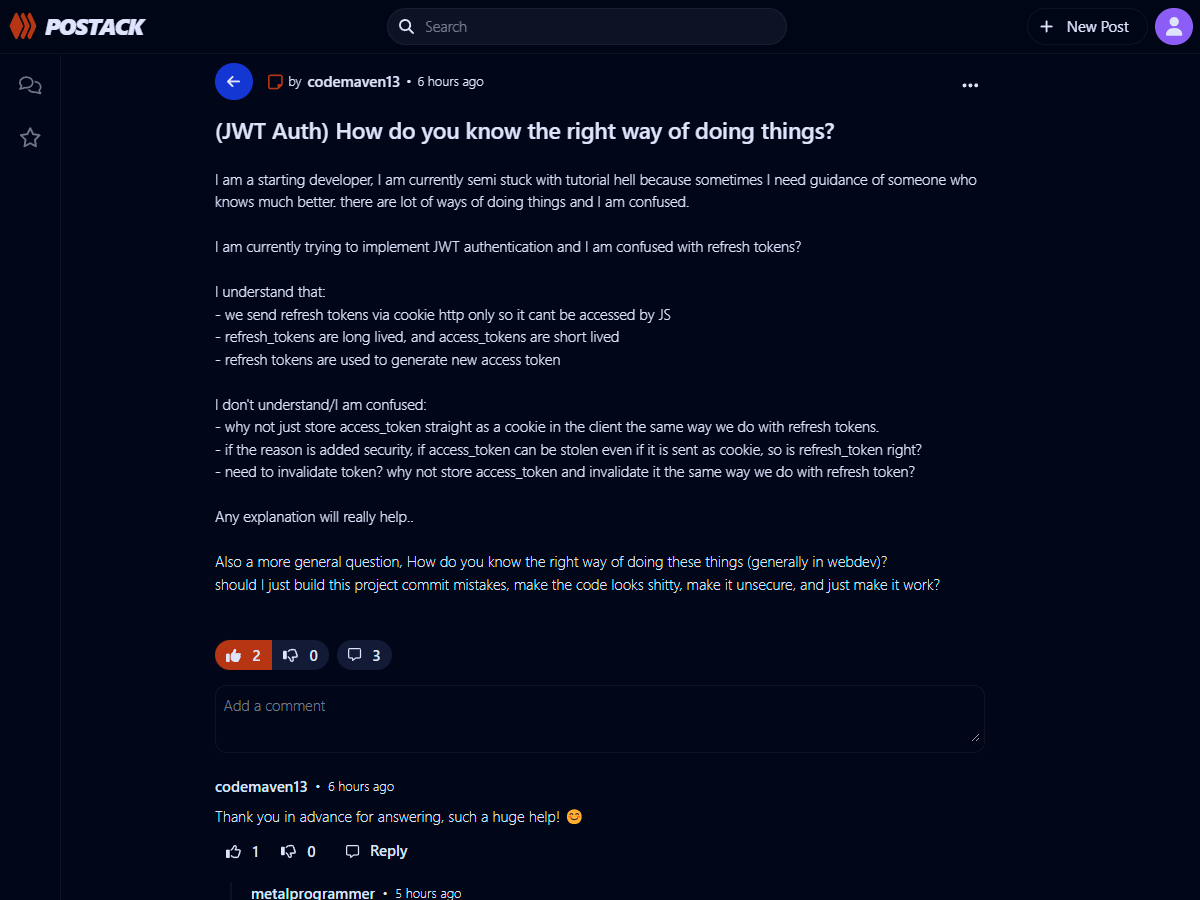 POSTACK
Search
New Post
by codemaven13 • 6 hours ago
(JWT Auth) How do you know the right way of doing things?
I am a starting developer, I am currently semi stuck with tutorial hell because sometimes I need guidance of someone who
knows much better. there are lot of ways of doing things and I am confused.
I am currently trying to implement JWT authentication and I am confused with refresh tokens?
I understand that:
- we send refresh tokens via cookie http only so it cant be accessed by JS
- refresh_tokens are long lived, and access_tokens are short lived
- refresh tokens are used to generate new access token
I don't understand/I am confused:
- why not just store access_token straight as a cookie in the client the same way we do with refresh tokens.
- if the reason is added security, if access_token can be stolen even if it is sent as cookie, so is refresh_token right?
- need to invalidate token? why not store access_token and invalidate it the same way we do with refresh token?
Any explanation will really help..
Also a more general question, How do you know the right way of doing these things (generally in webdev)?
should I just build this project commit mistakes, make the code looks shitty, make it unsecure, and just make it work?
2 0 3
Add a comment
codemaven13 • 6 hours ago
Thank you in advance for answering, such a huge help! 😊
1 0 Reply
metalprogrammer • 5 hours ago